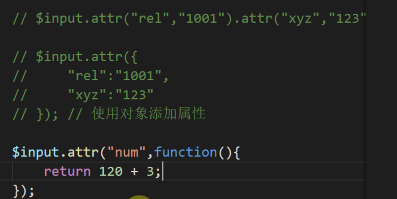 // $input.attr("rel","1001").attr("xyz","123"
// $input.attr({
//     "rel":"1001",
//     "xyz":"123"
// }); // 使用对象添加属性
$input.attr("num",function(){
    return 120 + 3;
});